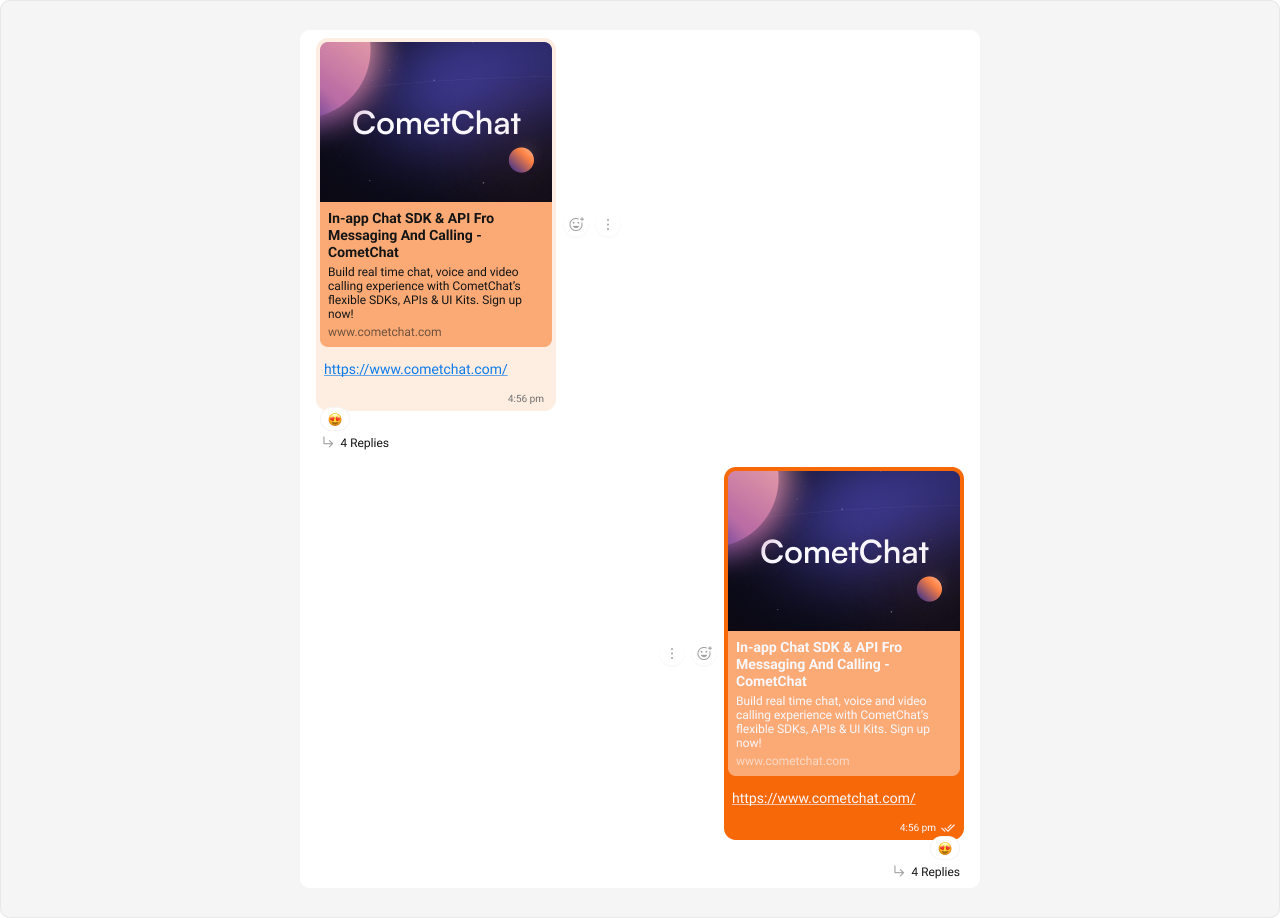 CometChat
In-app Chat SDK & API Fro
Messaging And Calling -
CometChat
Build real time chat, voice and video
calling experience with CometChat's
flexible SDKs, APIs & UI Kits. Sign up
now!
www.cometchat.com
https://www.cometchat.com/
4:56 pm
4 Replies
CometChat
In-app Chat SDK & API Fro
Messaging And Calling -
CometChat
Build real time chat, voice and video
calling experience with CometChat's
flexible SDKs, APIs & UI Kits. Sign up
now!
www.cometchat.com
https://www.cometchat.com/
4:56 pm
4 Replies